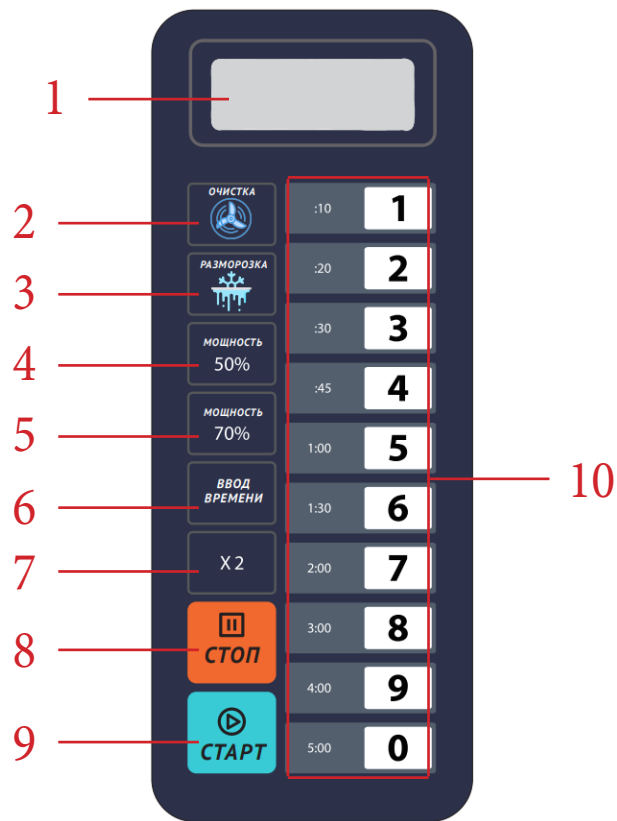 1
2
ОЧИСТКА
3
РАЗМОРОЗКА
4
МОЩНОСТЬ
50%
5
МОЩНОСТЬ
70%
6
ВВОД
ВРЕМЕНИ
7
X 2
8
СТОП
9
СТАРТ
:10 1
:20 2
:30 3
:45 4
1:00 5
1:30 6
2:00 7
3:00 8
4:00 9
5:00 0
10